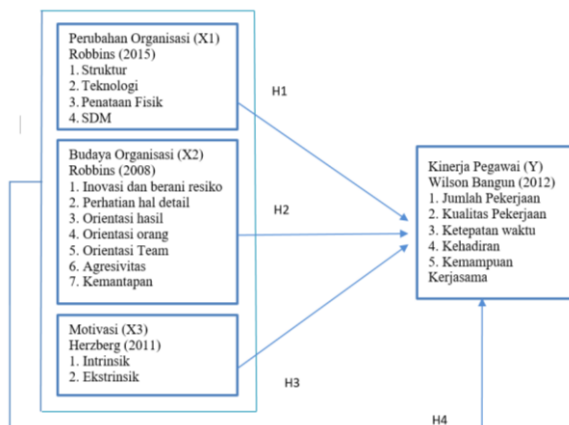 Perubahan Organisasi (X1)
Robbins (2015)
1. Struktur
2. Teknologi
3. Penataan Fisik
4. SDM
H1
Budaya Organisasi (X2)
Robbins (2008)
1. Inovasi dan berani resiko
2. Perhatian hal detail
3. Orientasi hasil
4. Orientasi orang
5. Orientasi Team
6. Agresivitas
7. Kemantapan
H2
Kinerja Pegawai (Y)
Wilson Bangun (2012)
1. Jumlah Pekerjaan
2. Kualitas Pekerjaan
3. Ketepatan waktu
4. Kehadiran
5. Kemampuan
Kerjasama
Motivasi (X3)
Herzberg (2011)
1. Intrinsik
2. Ekstrinsik
H3
H4